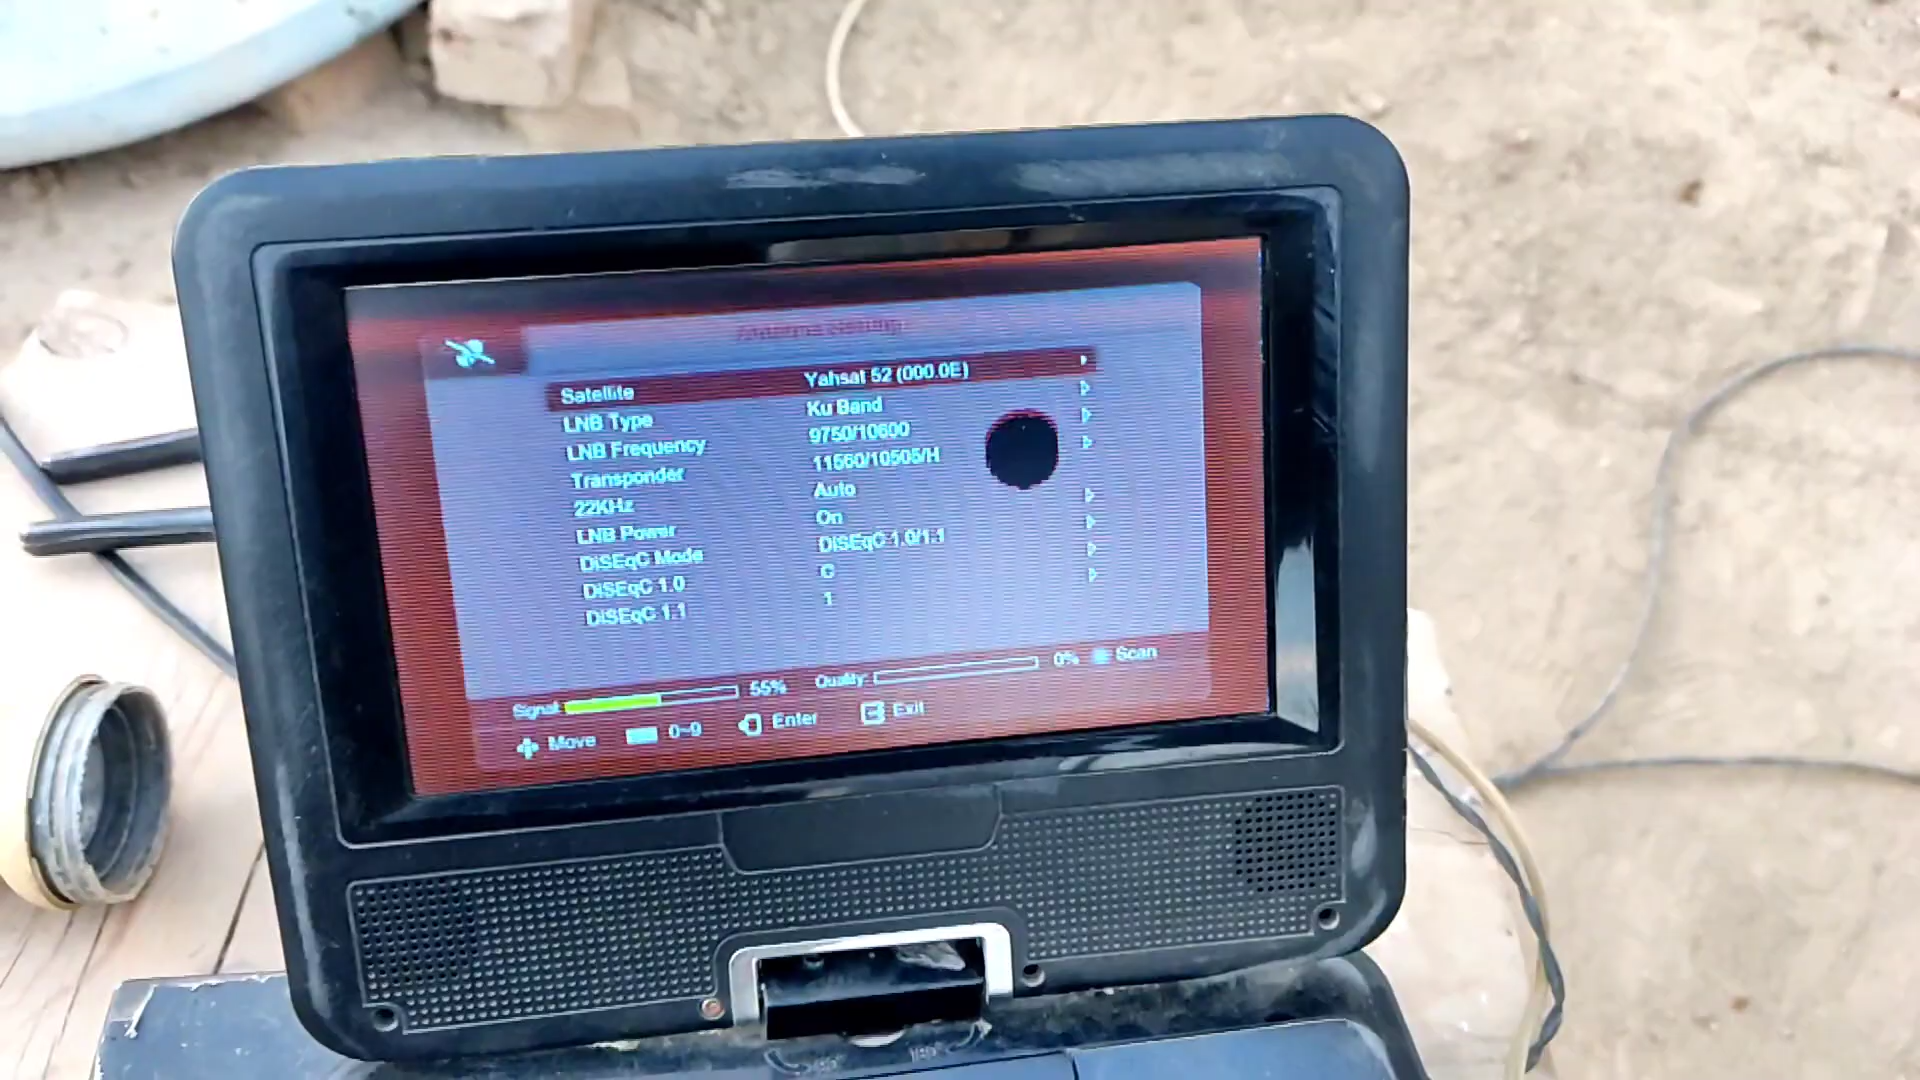 Antenna Setting
Satellite Yahsat 52 (000.0E)
LNB Type Ku Band
LNB Frequency 9750/10600
Transponder 11560/10505/H
22KHz Auto
LNB Power On
DiSEqC Mode DiSEqC 1.0/1.1
DiSEqC 1.0 C
DiSEqC 1.1 1
Signal: 55% Quality: 0% Scan
Move 0~9 Enter Exit